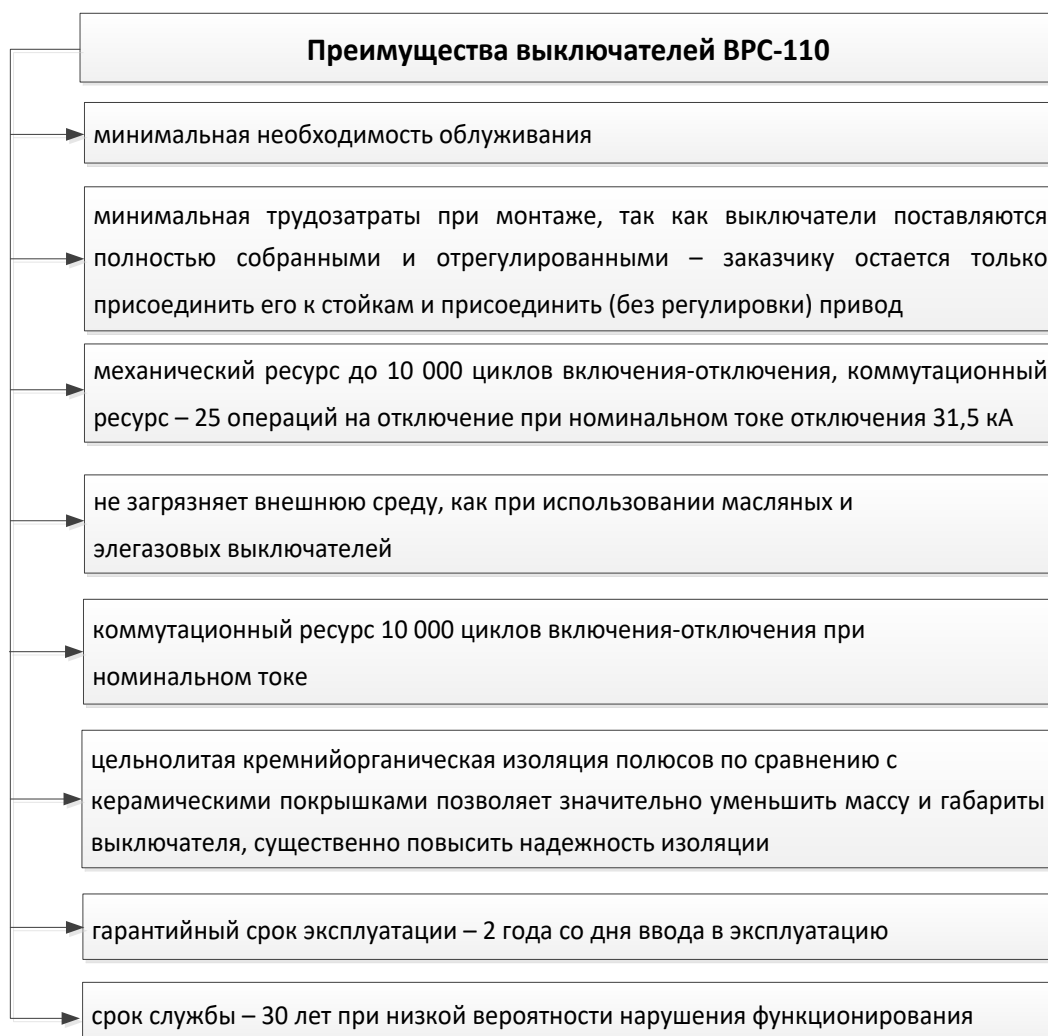 Преимущества выключателей ВРС-110
минимальная необходимость облуживания
минимальная трудозатраты при монтаже, так как выключатели поставляются
полностью собранными и отрегулированными – заказчику остается только
присоединить его к стойкам и присоединить (без регулировки) привод
механический ресурс до 10 000 циклов включения-отключения, коммутационный
ресурс – 25 операций на отключение при номинальном токе отключения 31,5 кА
не загрязняет внешнюю среду, как при использовании масляных и
элегазовых выключателей
коммутационный ресурс 10 000 циклов включения-отключения при
номинальном токе
цельнолитая кремнийорганическая изоляция полюсов по сравнению с
керамическими покрышками позволяет значительно уменьшить массу и габариты
выключателя, существенно повысить надежность изоляции
гарантийный срок эксплуатации – 2 года со дня ввода в эксплуатацию
срок службы – 30 лет при низкой вероятности нарушения функционирования